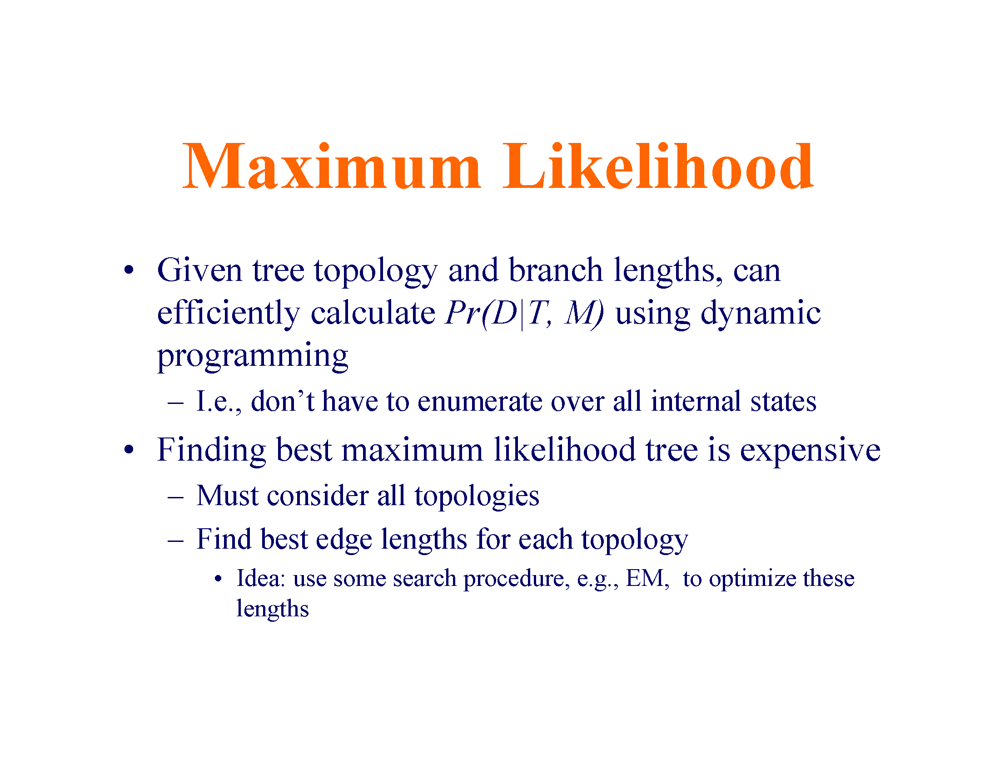 Maximum Likelihood
• Given tree topology and branch lengths, can
efficiently calculate Pr(D|T, M) using dynamic
programming
– I.e., don’t have to enumerate over all internal states
• Finding best maximum likelihood tree is expensive
– Must consider all topologies
– Find best edge lengths for each topology
• Idea: use some search procedure, e.g., EM,  to optimize these
lengths